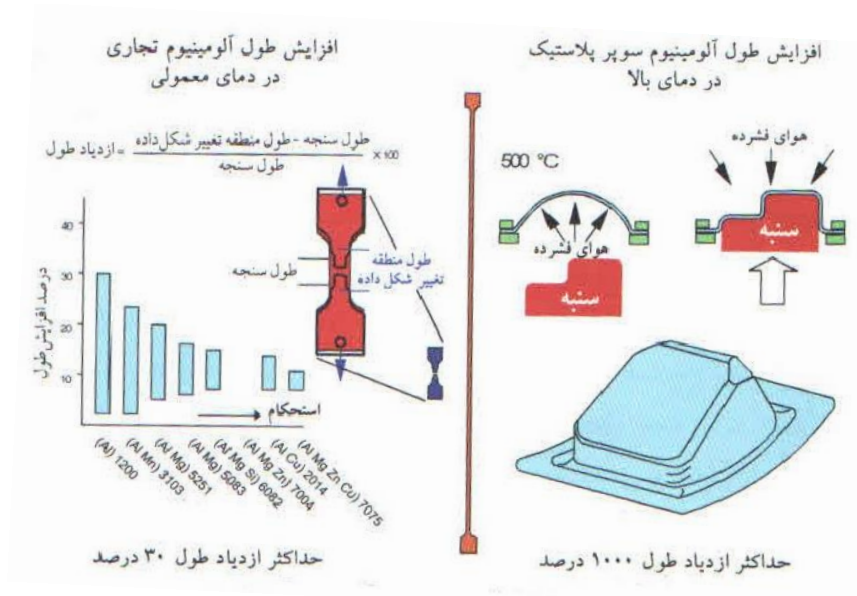 افزایش طول آلومینیوم تجاری
در دمای معمولی
ازدیاد طول = طول منطقه تغییر شکل داده - طول سنجه
طول سنجه
× 100
درصد افزایش طول
40
30
20
10
طول سنجه
طول منطقه
تغییر شکل داده
استحکام
(Al) 1200
(Al Mn) 3103
(Al Mg) 5251
(Al Mg) 5083
(Al Mg Si) 6082
(Al Mg Zn) 7004
(Al Cu) 2014
(Al Mg Zn Cu) 7075
حداکثر ازدیاد طول ۳۰ درصد
افزایش طول آلومینیوم سوپر پلاستیک
در دمای بالا
500 °C
هوای فشرده
سنبه
هوای فشرده
سنبه
حداکثر ازدیاد طول ۱۰۰۰ درصد